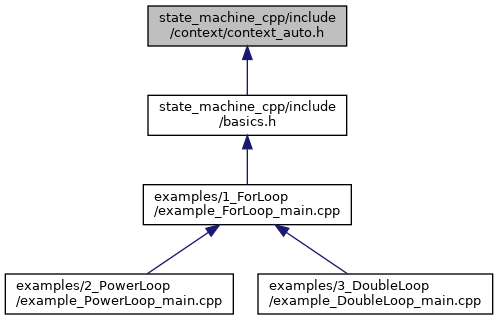 state_machine_cpp/include
/context/context_auto.h
state_machine_cpp/include
/basics.h
examples/1_ForLoop
/example_ForLoop_main.cpp
examples/2_PowerLoop
/example_PowerLoop_main.cpp
examples/3_DoubleLoop
/example_DoubleLoop_main.cpp